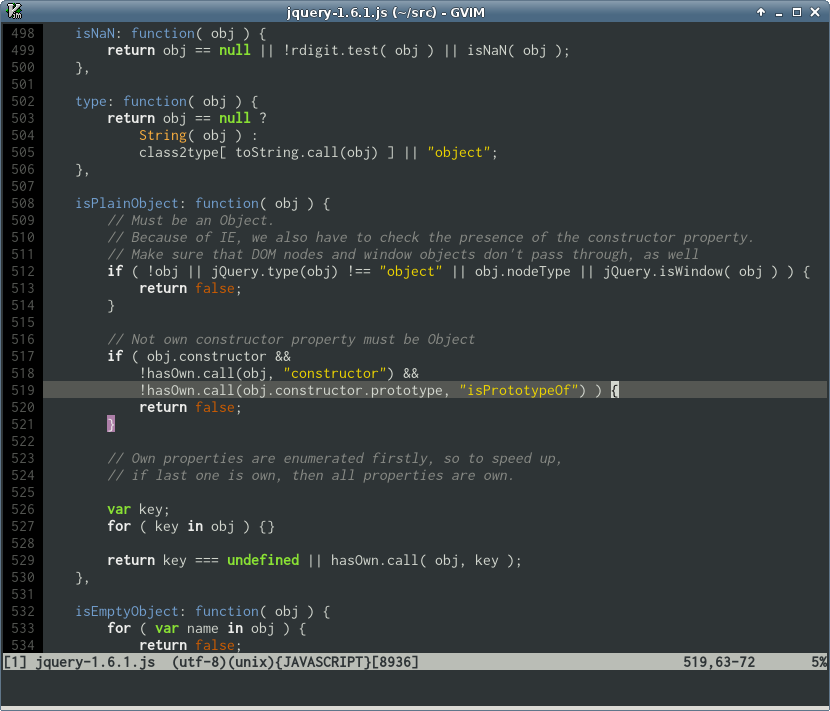 jquery-1.6.1.js (~/src) - GVIM
498     isNaN: function( obj ) {
499         return obj == null || !rdigit.test( obj ) || isNaN( obj );
500     },
501
502     type: function( obj ) {
503         return obj == null ?
504             String( obj ) :
505             class2type[ toString.call(obj) ] || "object";
506     },
507
508     isPlainObject: function( obj ) {
509         // Must be an Object.
510         // Because of IE, we also have to check the presence of the constructor property.
511         // Make sure that DOM nodes and window objects don't pass through, as well
512         if ( !obj || jQuery.type(obj) !== "object" || obj.nodeType || jQuery.isWindow( obj ) ) {
513             return false;
514         }
515
516         // Not own constructor property must be Object
517         if ( obj.constructor &&
518             !hasOwn.call(obj, "constructor") &&
519             !hasOwn.call(obj.constructor.prototype, "isPrototypeOf") ) {
520             return false;
521         }
522
523         // Own properties are enumerated firstly, so to speed up,
524         // if last one is own, then all properties are own.
525
526         var key;
527         for ( key in obj ) {}
528
529         return key === undefined || hasOwn.call( obj, key );
530     },
531
532     isEmptyObject: function( obj ) {
533         for ( var name in obj ) {
534             return false;
[1] jquery-1.6.1.js  (utf-8)(unix){JAVASCRIPT}[8936] 519,63-72 5%